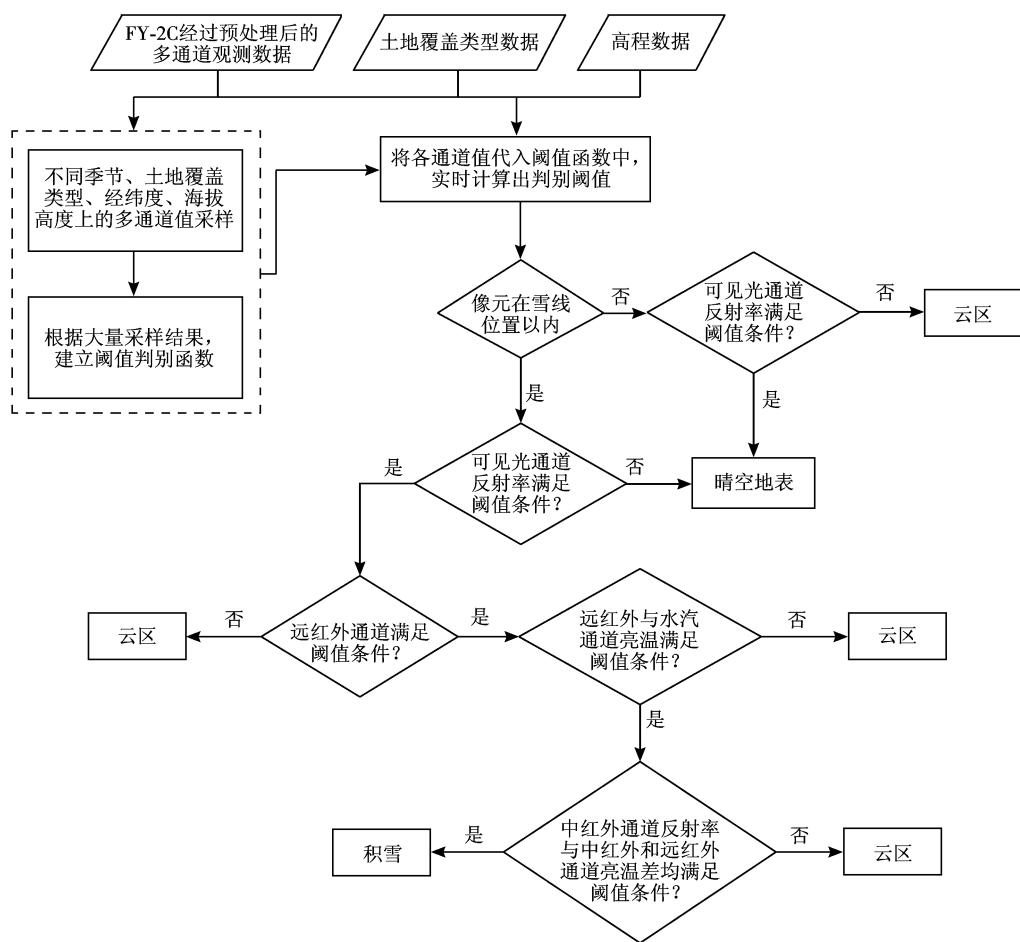 FY-2C经过预处理后的
多通道观测数据
土地覆盖类型数据
高程数据
不同季节、土地覆盖
类型、经纬度、海拔
高度上的多通道值采样
根据大量采样结果，
建立阈值判别函数
将各通道值代入阈值函数中，
实时计算出判别阈值
像元在雪线
位置以内
否
可见光通道
反射率满足
阈值条件？
否
云区
是
是
晴空地表
可见光通道
反射率满足
阈值条件？
否
是
远红外通道满足
阈值条件？
否
云区
是
远红外与水汽
通道亮温满足
阈值条件？
否
云区
是
中红外通道反射率
与中红外和远红外
通道亮温差均满足
阈值条件？
是
积雪
否
云区